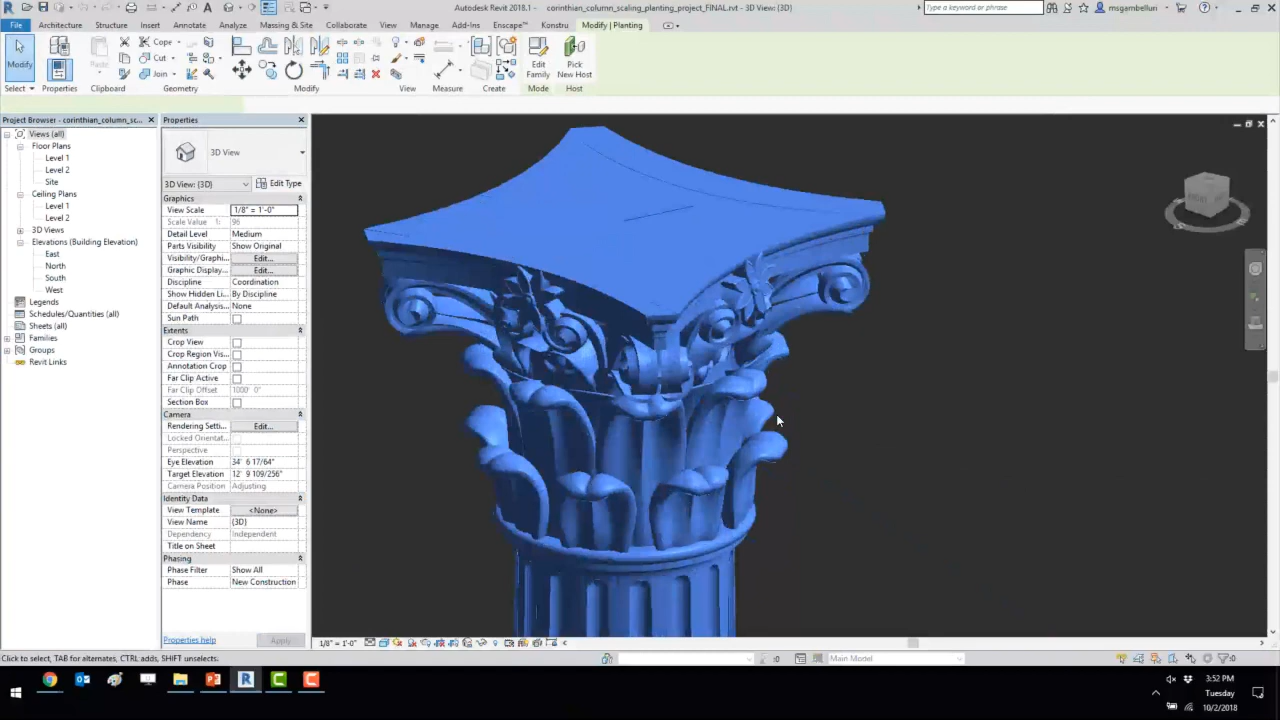 Autodesk Revit 2018.1 - corinthian_column_scaling_planting_project_FINAL.rvt - 3D View: {3D}
Type a keyword or phrase
msgambelluri
File Architecture Structure Systems Insert Annotate Analyze Massing & Site Collaborate View Manage Add-Ins Enscape™ Konstru Modify | Planting
Modify
Properties
Paste
Cope
Cut
Join
Edit Family
Pick New Host
Select Properties Clipboard Geometry Modify View Measure Create Mode Host
Project Browser - corinthian_column_sc...
Views (all)
Floor Plans
Level 1
Level 2
Site
Ceiling Plans
Level 1
Level 2
3D Views
Elevations (Building Elevation)
East
North
South
West
Legends
Schedules/Quantities (all)
Sheets (all)
Families
Groups
Revit Links
Properties
3D View
3D View: {3D} Edit Type
Graphics
View Scale 1/8" = 1'-0"
Scale Value 1: 96
Detail Level Medium
Parts Visibility Show Original
Visibility/Graphi... Edit...
Graphic Display... Edit...
Discipline Coordination
Show Hidden Li... By Discipline
Default Analysis... None
Sun Path
Extents
Crop View
Crop Region Vis...
Annotation Crop
Far Clip Active
Far Clip Offset 1000' 0"
Section Box
Camera
Rendering Setti... Edit...
Locked Orientat...
Perspective
Eye Elevation 34' 6 17/64"
Target Elevation 12' 9 109/256"
Camera Position Adjusting
Identity Data
View Template <None>
View Name {3D}
Dependency Independent
Title on Sheet
Phasing
Phase Filter Show All
Phase New Construction
Properties help Apply
1/8" = 1'-0"
Click to select, TAB for alternates, CTRL adds, SHIFT unselects.
:0
Main Model
:0
3:52 PM
Tuesday
10/2/2018